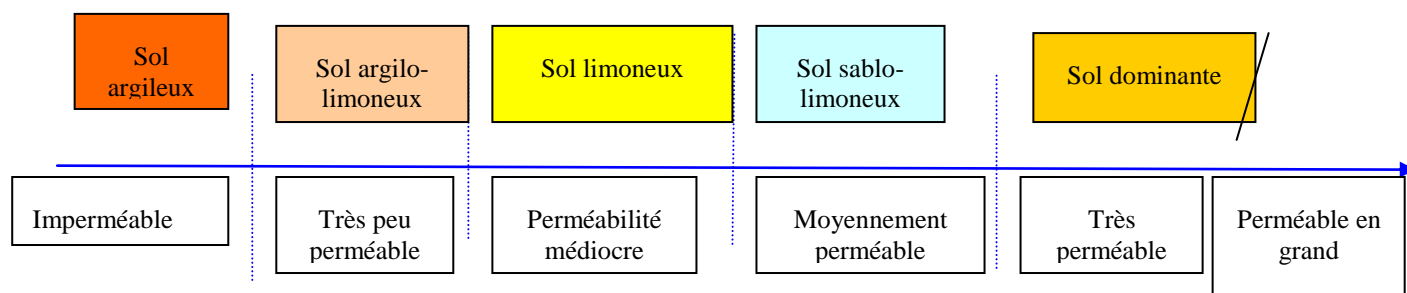 Sol
argileux
Sol argilo-
limoneux
Sol limoneux
Sol sablo-
limoneux
Sol dominante
Imperméable
Très peu
perméable
Perméabilité
médiocre
Moyennement
perméable
Très
perméable
Perméable en
grand